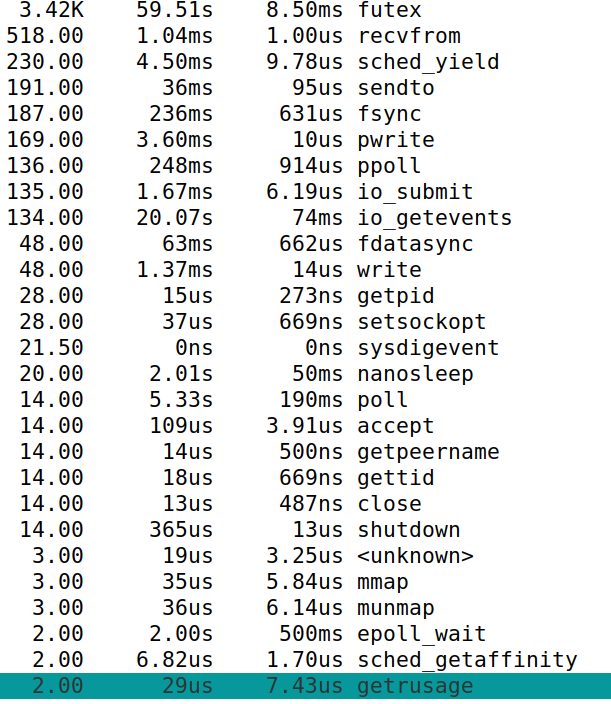 3.42K 59.51s 8.50ms futex
518.00 1.04ms 1.00us recvfrom
230.00 4.50ms 9.78us sched_yield
191.00 36ms 95us sendto
187.00 236ms 631us fsync
169.00 3.60ms 10us pwrite
136.00 248ms 914us ppoll
135.00 1.67ms 6.19us io_submit
134.00 20.07s 74ms io_getevents
48.00 63ms 662us fdatasync
48.00 1.37ms 14us write
28.00 15us 273ns getpid
28.00 37us 669ns setsockopt
21.50 0ns 0ns sysdigevent
20.00 2.01s 50ms nanosleep
14.00 5.33s 190ms poll
14.00 109us 3.91us accept
14.00 14us 500ns getpeername
14.00 18us 669ns gettid
14.00 13us 487ns close
14.00 365us 13us shutdown
3.00 19us 3.25us <unknown>
3.00 35us 5.84us mmap
3.00 36us 6.14us munmap
2.00 2.00s 500ms epoll_wait
2.00 6.82us 1.70us sched_getaffinity
2.00 29us 7.43us getrusage